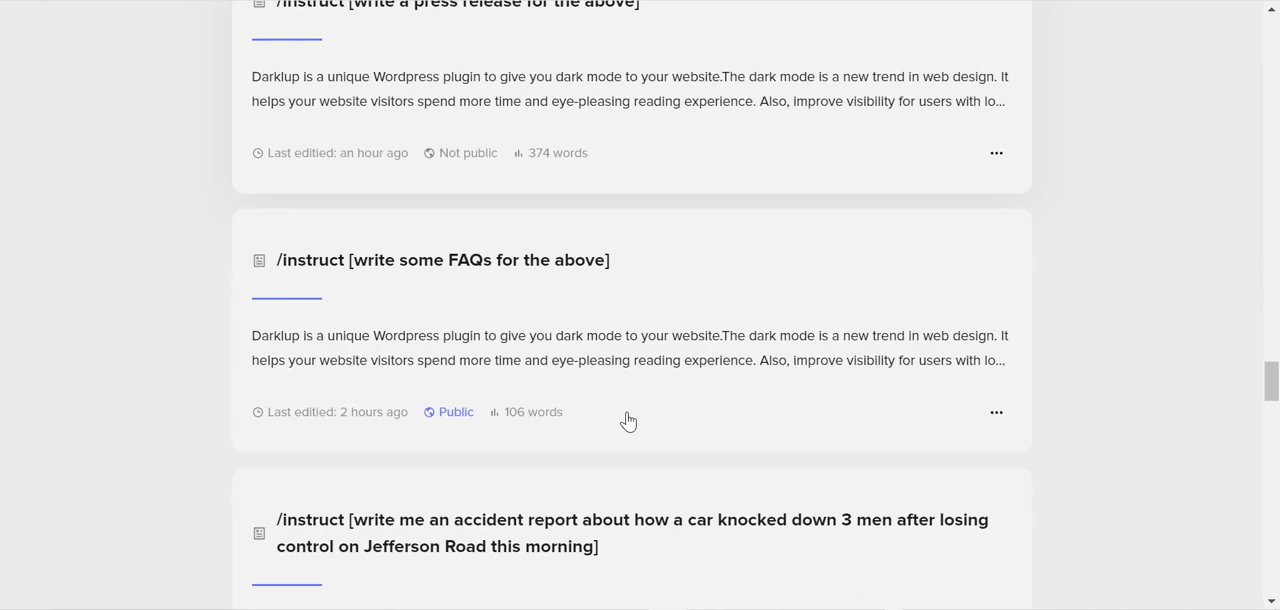 /instruct [write a press release for the above]
Darklup is a unique Wordpress plugin to give you dark mode to your website.The dark mode is a new trend in web design. It
helps your website visitors spend more time and eye-pleasing reading experience. Also, improve visibility for users with lo...
Last editied: an hour ago Not public 374 words
/instruct [write some FAQs for the above]
Darklup is a unique Wordpress plugin to give you dark mode to your website.The dark mode is a new trend in web design. It
helps your website visitors spend more time and eye-pleasing reading experience. Also, improve visibility for users with lo...
Last editied: 2 hours ago Public 106 words
/instruct [write me an accident report about how a car knocked down 3 men after losing
control on Jefferson Road this morning]